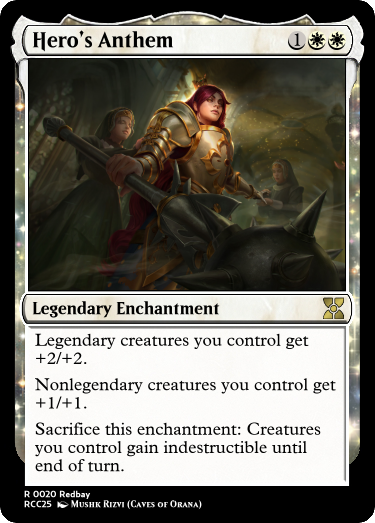 Hero's Anthem 1
Legendary Enchantment
Legendary creatures you control get
+2/+2.
Nonlegendary creatures you control get
+1/+1.
Sacrifice this enchantment: Creatures
you control gain indestructible until
end of turn.
R 0020 Redbay
RCC25 Mushk Rizvi (Caves of Orana)